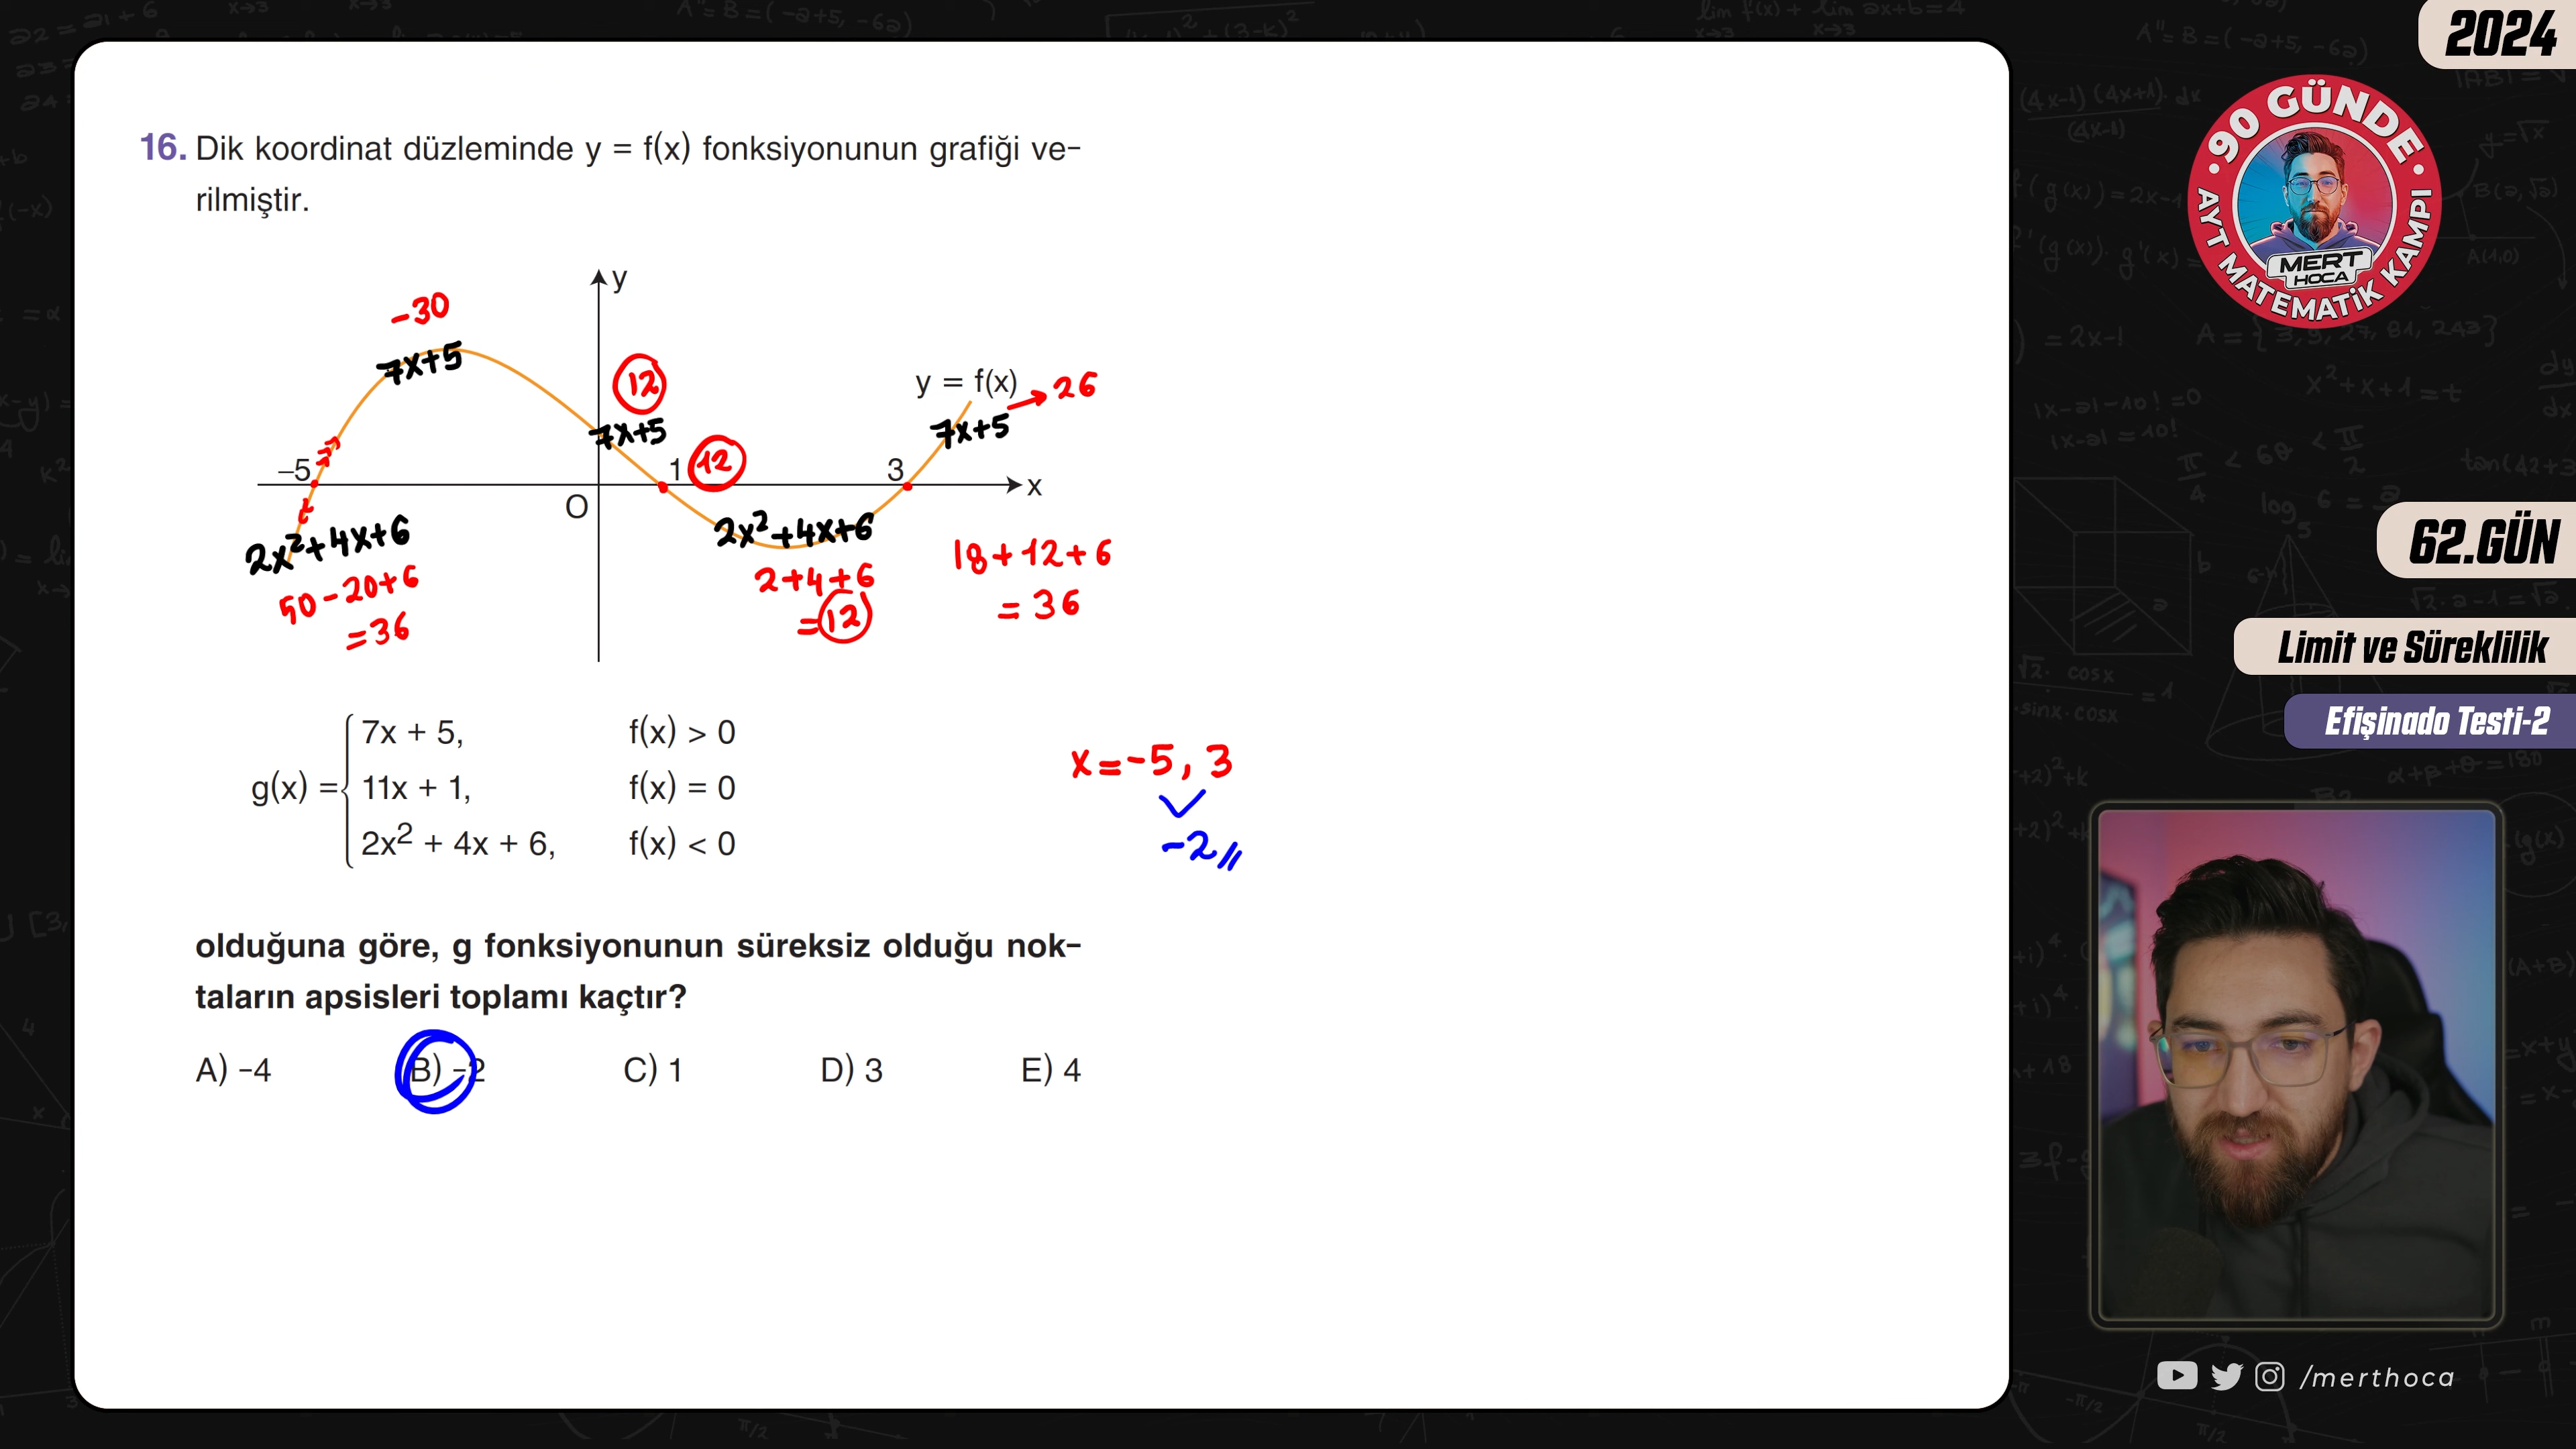 2024
90 GÜNDE
AYT MATEMATİK KAMPI
MERT
HOCA
62.GÜN
Limit ve Süreklilik
Efişinado Testi-2
16. Dik koordinat düzleminde y = f(x) fonksiyonunun grafiği ve-
rilmiştir.
y
-30
7x+5
12
7x+5
y = f(x)
→ 26
7x+5
-5
1
12
3
x
O
2x²+4x+6
50-20+6
=36
2x²+4x+6
2+4+6
=12
18+12+6
= 36
g(x) = { 7x + 5, f(x) > 0
11x + 1, f(x) = 0
2x² + 4x + 6, f(x) < 0
x=-5, 3
-2//
olduğuna göre, g fonksiyonunun süreksiz olduğu nok-
taların apsisleri toplamı kaçtır?
A) -4 B) -2 C) 1 D) 3 E) 4
/merthoca